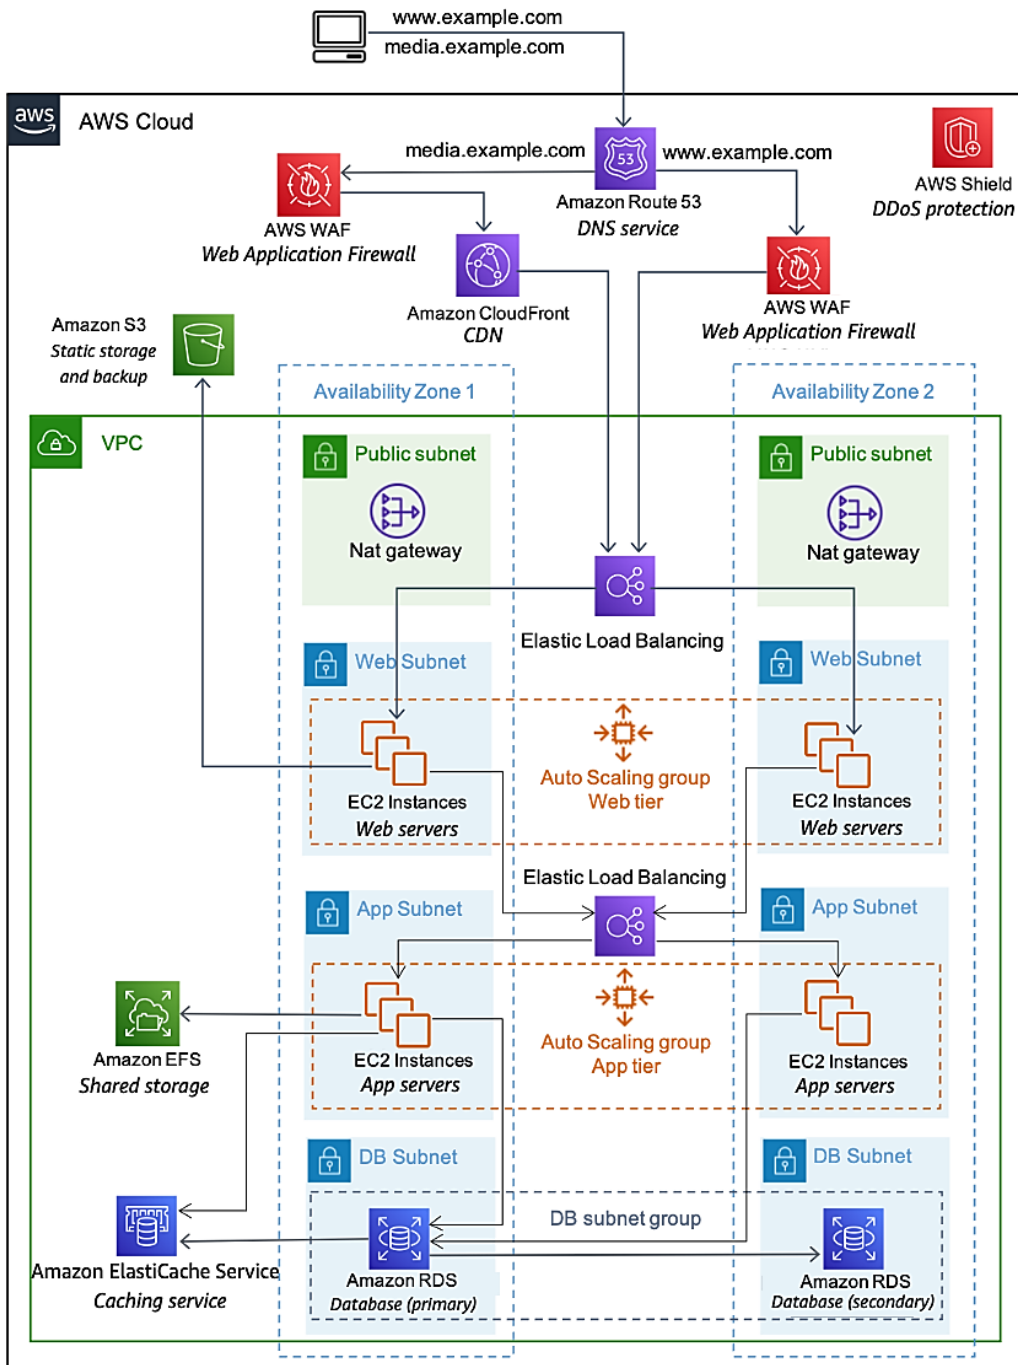 www.example.com
media.example.com
aws
AWS Cloud
media.example.com
53
www.example.com
Amazon Route 53
DNS service
AWS Shield
DDoS protection
AWS WAF
Web Application Firewall
Amazon CloudFront
CDN
AWS WAF
Web Application Firewall
Amazon S3
Static storage
and backup
Availability Zone 1
Availability Zone 2
VPC
Public subnet
Nat gateway
Public subnet
Nat gateway
Elastic Load Balancing
Web Subnet
Web Subnet
EC2 Instances
Web servers
Auto Scaling group
Web tier
EC2 Instances
Web servers
Elastic Load Balancing
App Subnet
App Subnet
EC2 Instances
App servers
Auto Scaling group
App tier
EC2 Instances
App servers
Amazon EFS
Shared storage
DB Subnet
DB Subnet
DB subnet group
Amazon ElastiCache Service
Caching service
Amazon RDS
Database (primary)
Amazon RDS
Database (secondary)